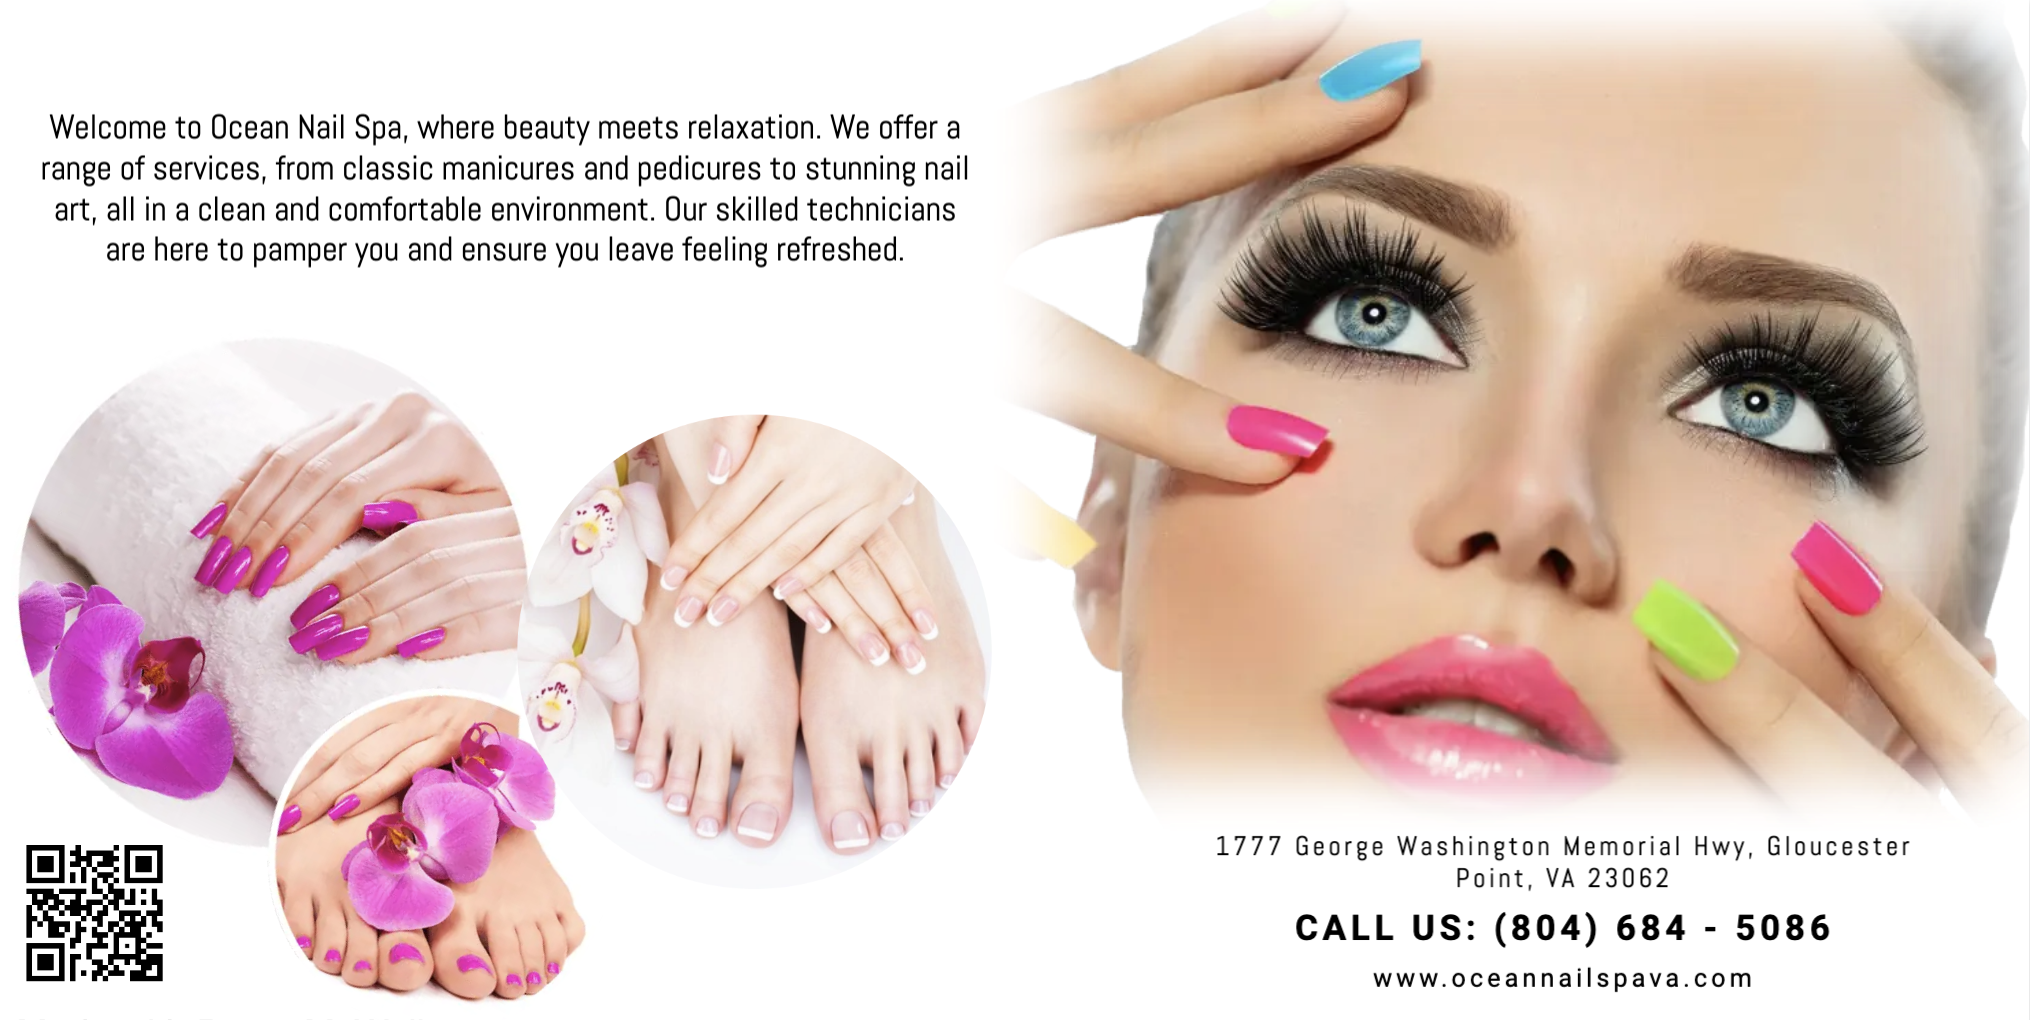 Welcome to Ocean Nail Spa, where beauty meets relaxation. We offer a
range of services, from classic manicures and pedicures to stunning nail
art, all in a clean and comfortable environment. Our skilled technicians
are here to pamper you and ensure you leave feeling refreshed.
1777 George Washington Memorial Hwy, Gloucester
Point, VA 23062
CALL US: (804) 684 - 5086
www.oceannailspava.com